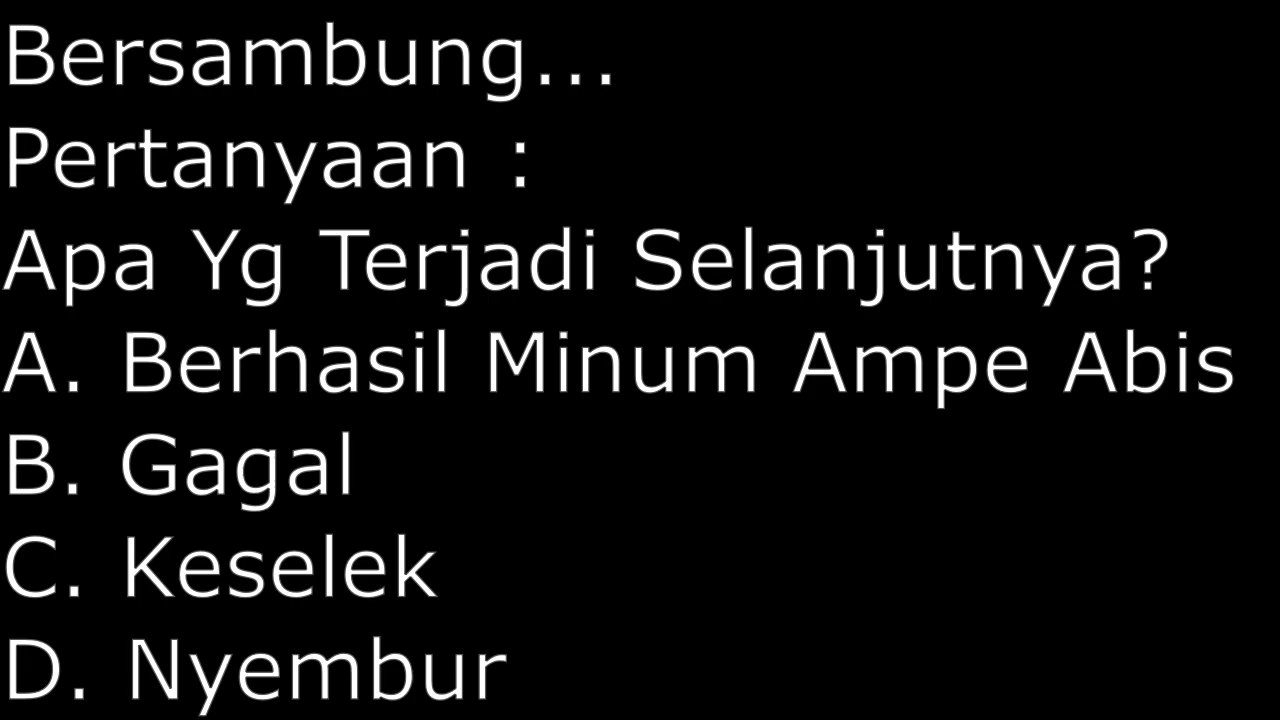 Bersambung...
Pertanyaan :
Apa Yg Terjadi Selanjutnya?
A. Berhasil Minum Ampe Abis
B. Gagal
C. Keselek
D. Nyembur